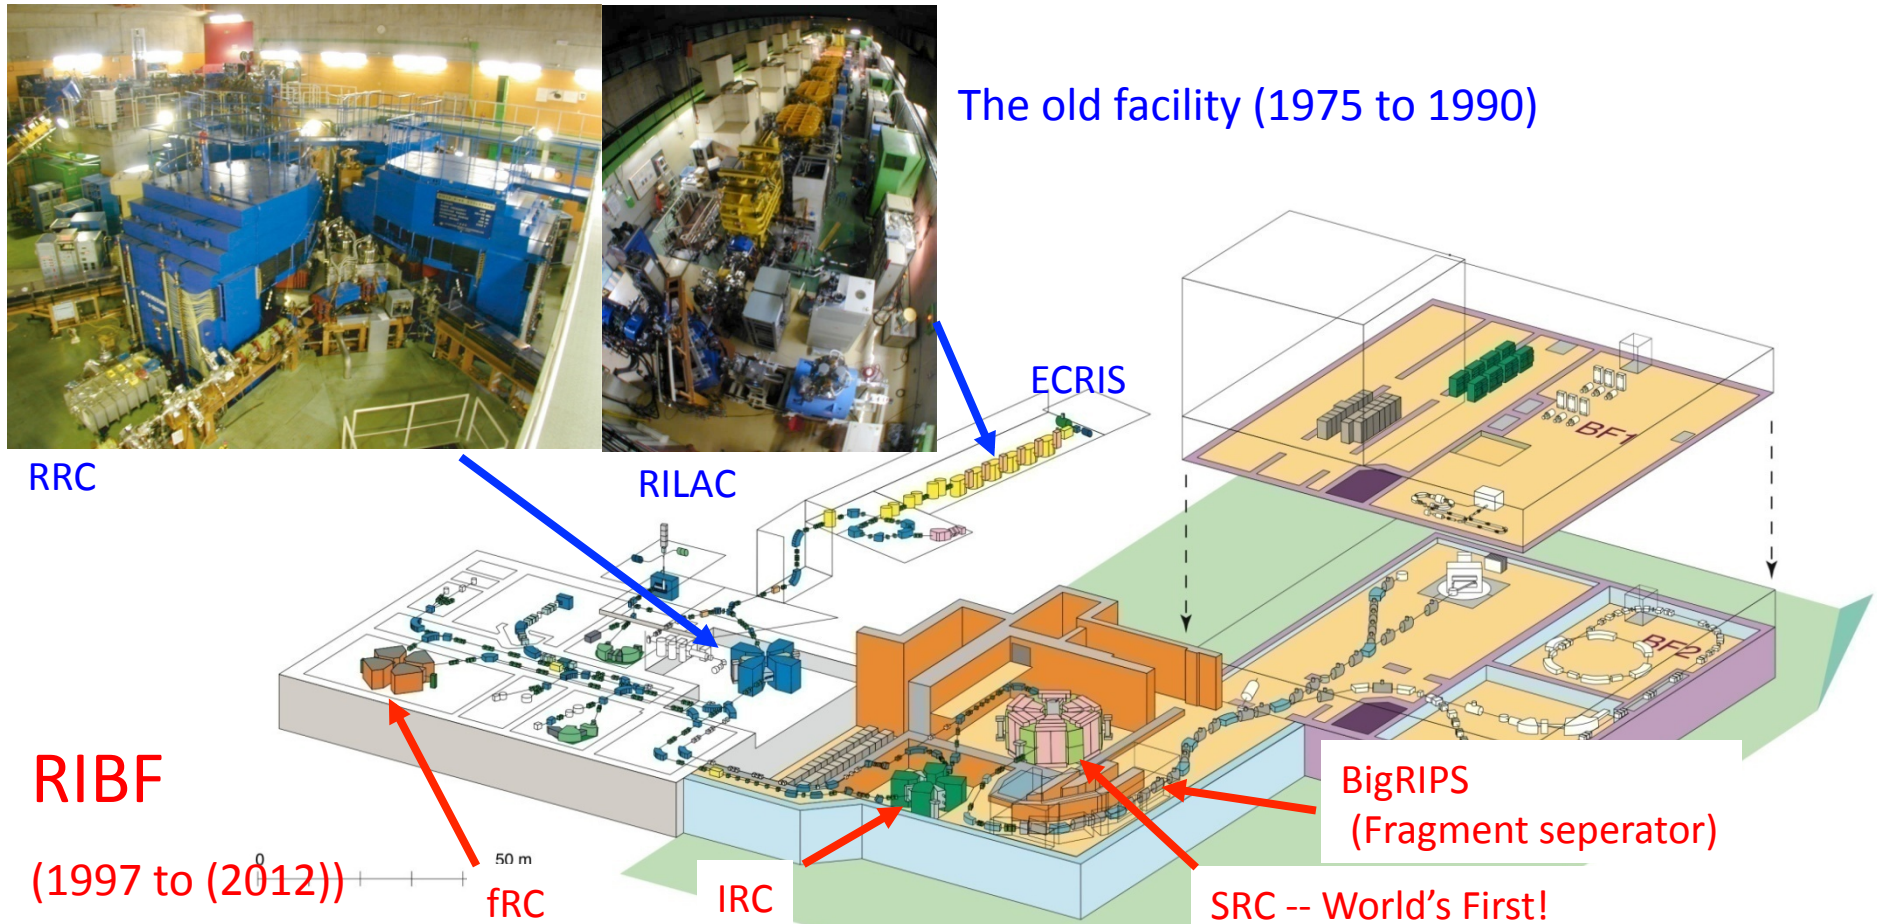 The old facility (1975 to 1990)
ECRIS
RRC
RILAC
BF1
BF2
RIBF
(1997 to (2012))
0
50 m
fRC
IRC
BigRIPS
(Fragment seperator)
SRC -- World's First!